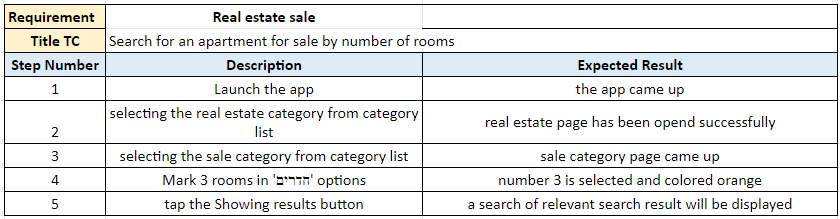 Requirement Real estate sale
Title TC Search for an apartment for sale by number of rooms
Step Number Description Expected Result
1 Launch the app the app came up
selecting the real estate category from category
2 list real estate page has been opend successfully
3 selecting the sale category from category list sale category page came up
4 Mark 3 rooms in 'חדרים' options number 3 is selected and colored orange
5 tap the Showing results button a search of relevant search result will be displayed